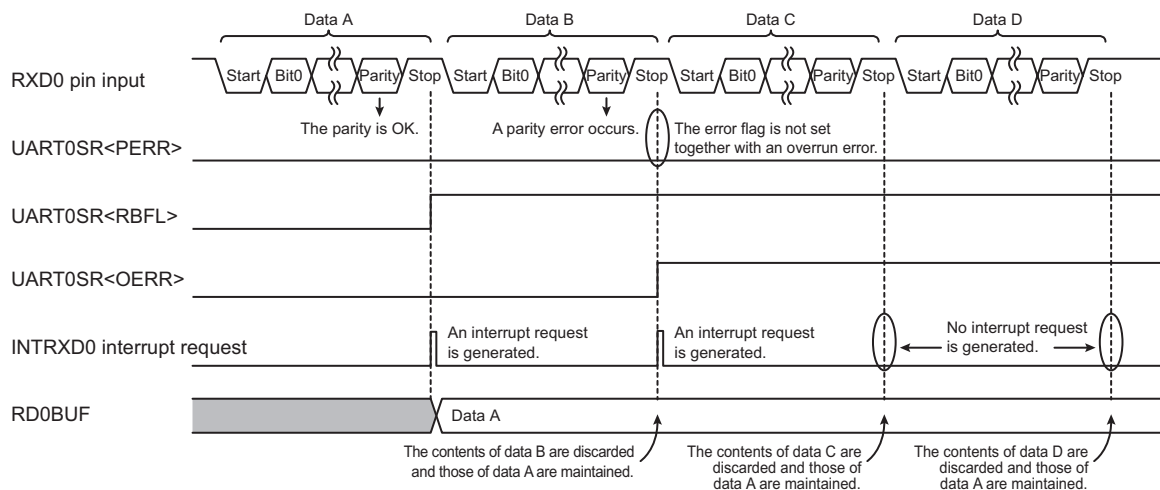 Data A
Data B
Data C
Data D
RXD0 pin input
Start Bit0 Parity Stop Start Bit0 Parity Stop Start Bit0 Parity Stop Start Bit0 Parity Stop
The parity is OK.
A parity error occurs.
The error flag is not set
together with an overrun error.
UART0SR<PERR>
UART0SR<RBFL>
UART0SR<OERR>
INTRXD0 interrupt request
An interrupt request
is generated.
An interrupt request
is generated.
No interrupt request
is generated.
RD0BUF
Data A
The contents of data B are discarded
and those of data A are maintained.
The contents of data C are
discarded and those of
data A are maintained.
The contents of data D are
discarded and those of
data A are maintained.